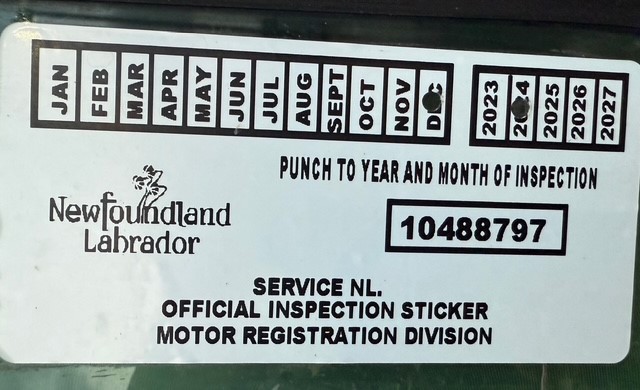 JAN FEB MAR APR MAY JUN JUL AUG SEPT OCT NOV DEC 2023 2024 2025 2026 2027
PUNCH TO YEAR AND MONTH OF INSPECTION
Newfoundland
Labrador
10488797
SERVICE NL.
OFFICIAL INSPECTION STICKER
MOTOR REGISTRATION DIVISION